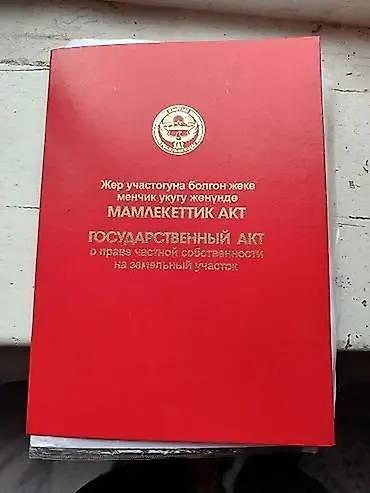 Жер участогуна болгон жеке
менчик укугу жөнүндө
МАМЛЕКЕТТИК АКТ
ГОСУДАРСТВЕННЫЙ АКТ
о праве частной собственности
на земельный участок